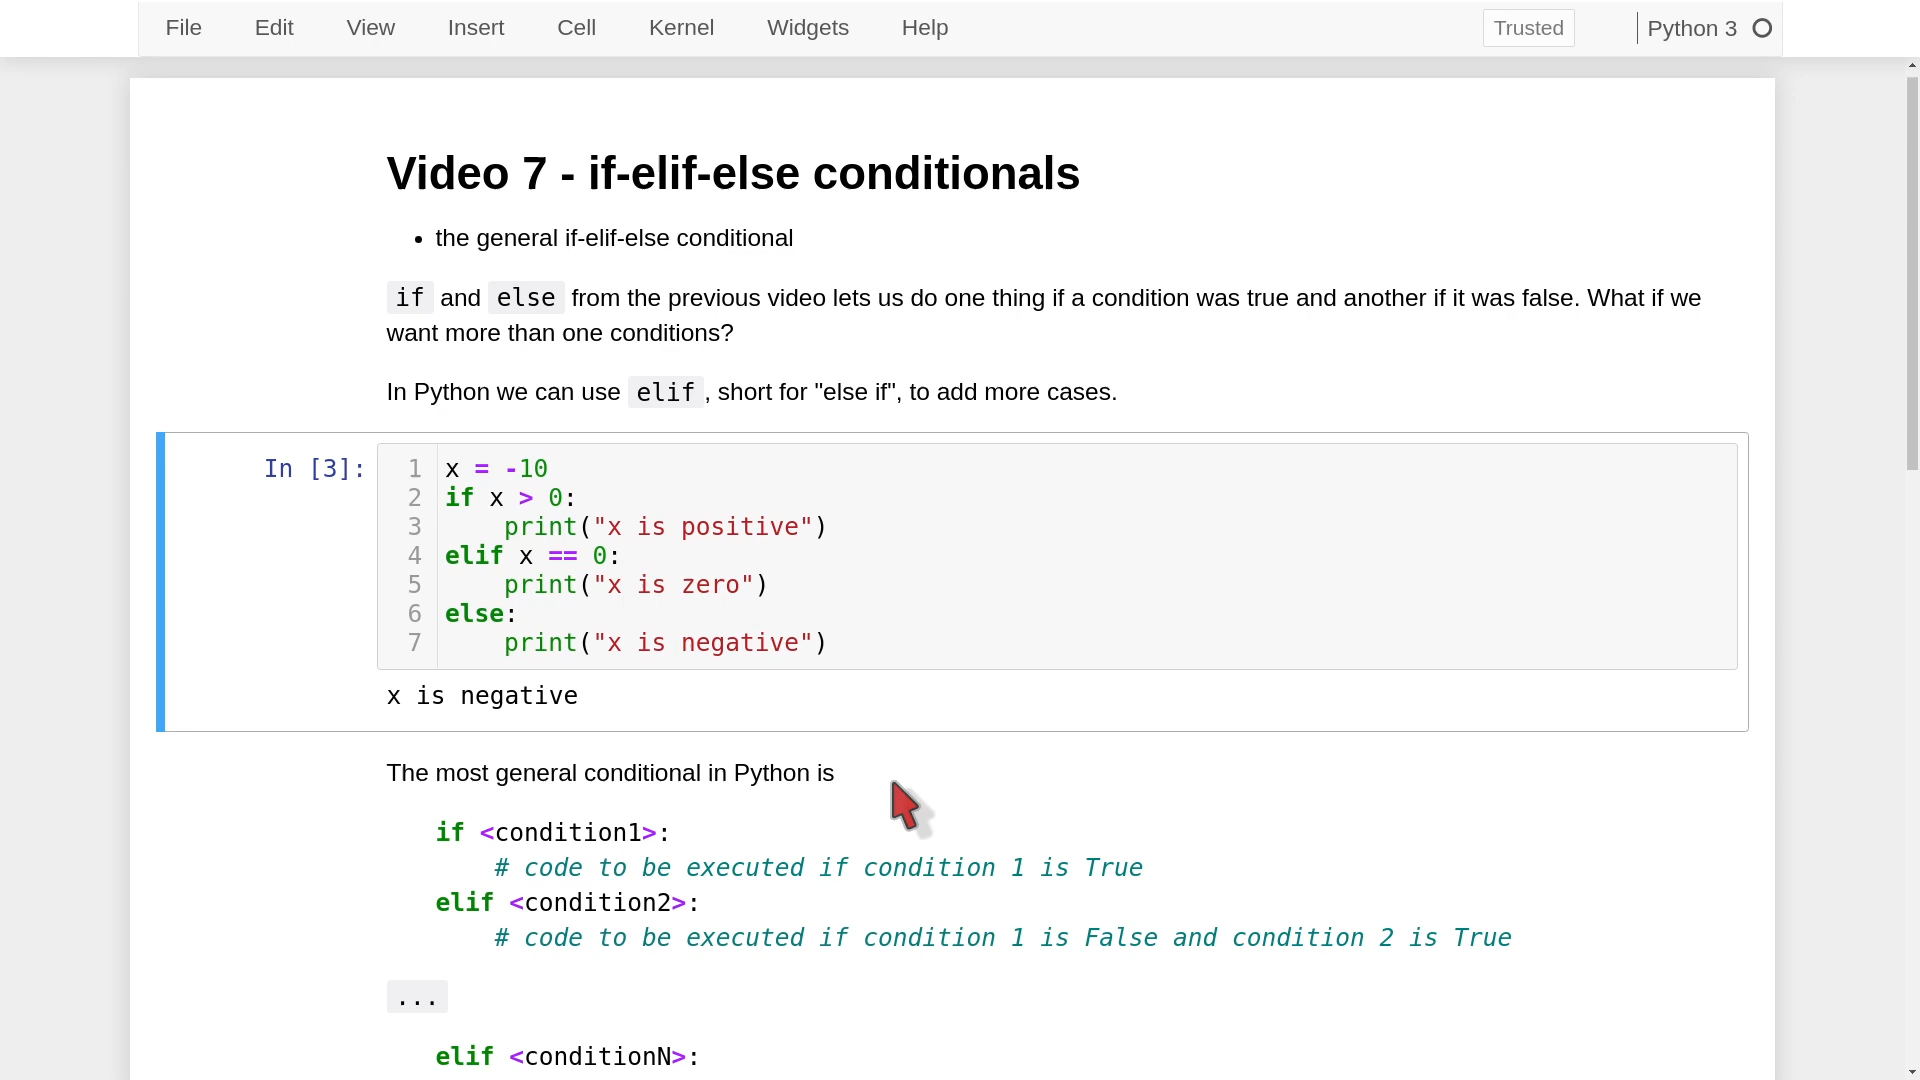 File Edit View Insert Cell Kernel Widgets Help Trusted Python 3
Video 7 - if-elif-else conditionals
• the general if-elif-else conditional
if and else from the previous video lets us do one thing if a condition was true and another if it was false. What if we
want more than one conditions?
In Python we can use elif, short for "else if", to add more cases.
In [3]:
1 x = -10
2 if x > 0:
3     print("x is positive")
4 elif x == 0:
5     print("x is zero")
6 else:
7     print("x is negative")
x is negative
The most general conditional in Python is
if <condition1>:
    # code to be executed if condition 1 is True
elif <condition2>:
    # code to be executed if condition 1 is False and condition 2 is True
...
elif <conditionN>: